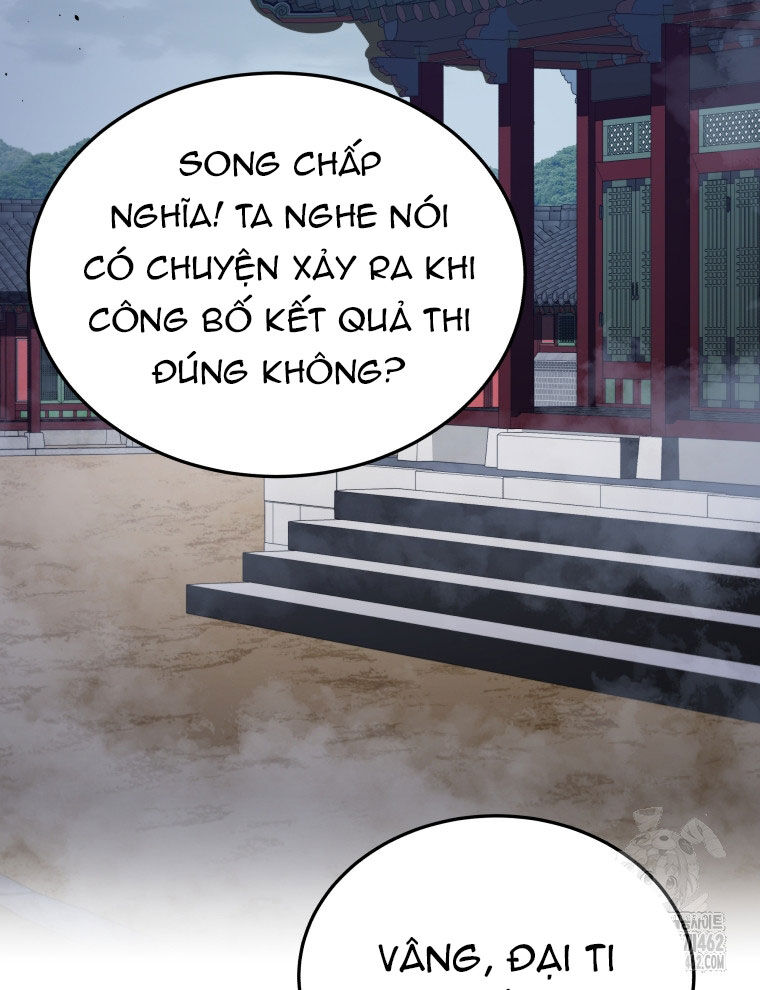 SONG CHẤP
NGHĨA! TA NGHE NÓI
CÓ CHUYỆN XẢY RA KHI
CÔNG BỐ KẾT QUẢ THI
ĐÚNG KHÔNG?
VÂNG, ĐẠI TI